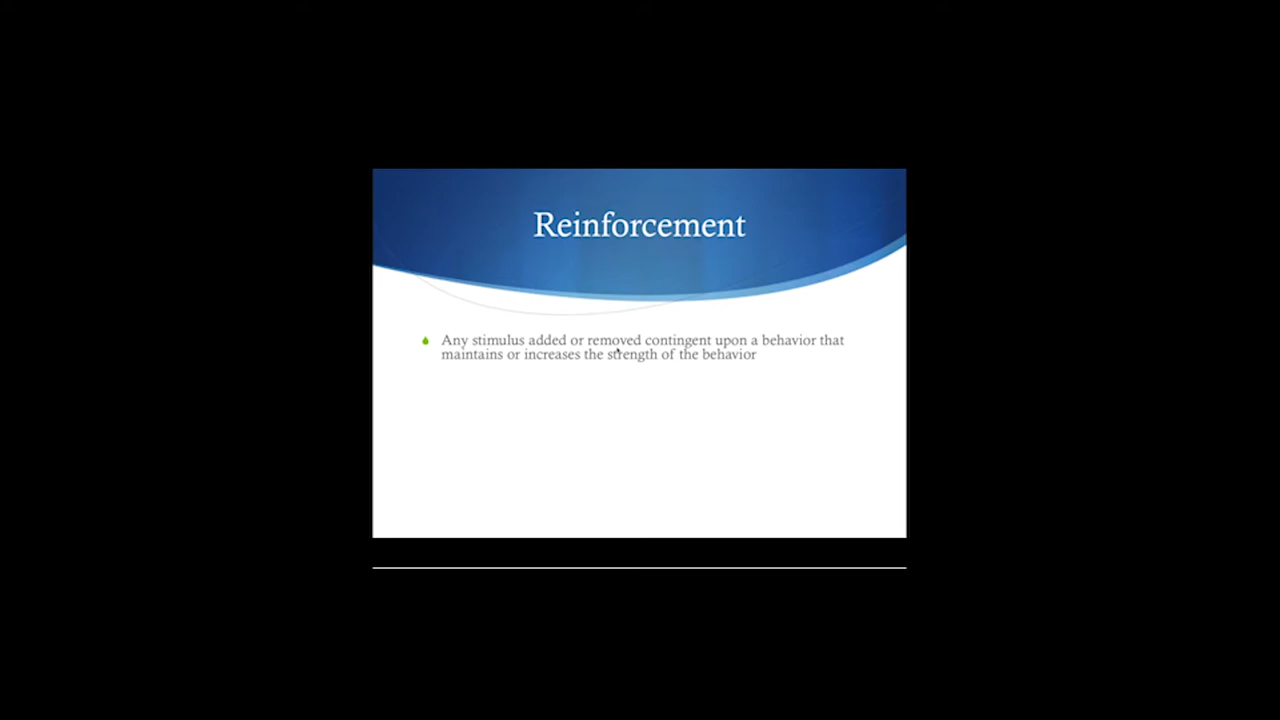 Reinforcement
Any stimulus added or removed contingent upon a behavior that
maintains or increases the strength of the behavior